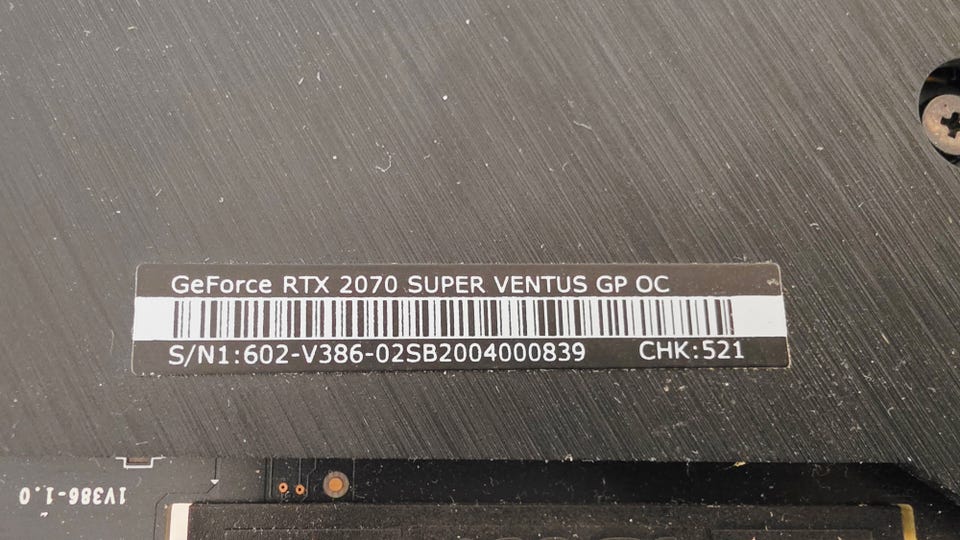 GeForce RTX 2070 SUPER VENTUS GP OC
S/N1:602-V386-02SB2004000839 CHK:521
1V386-1.0